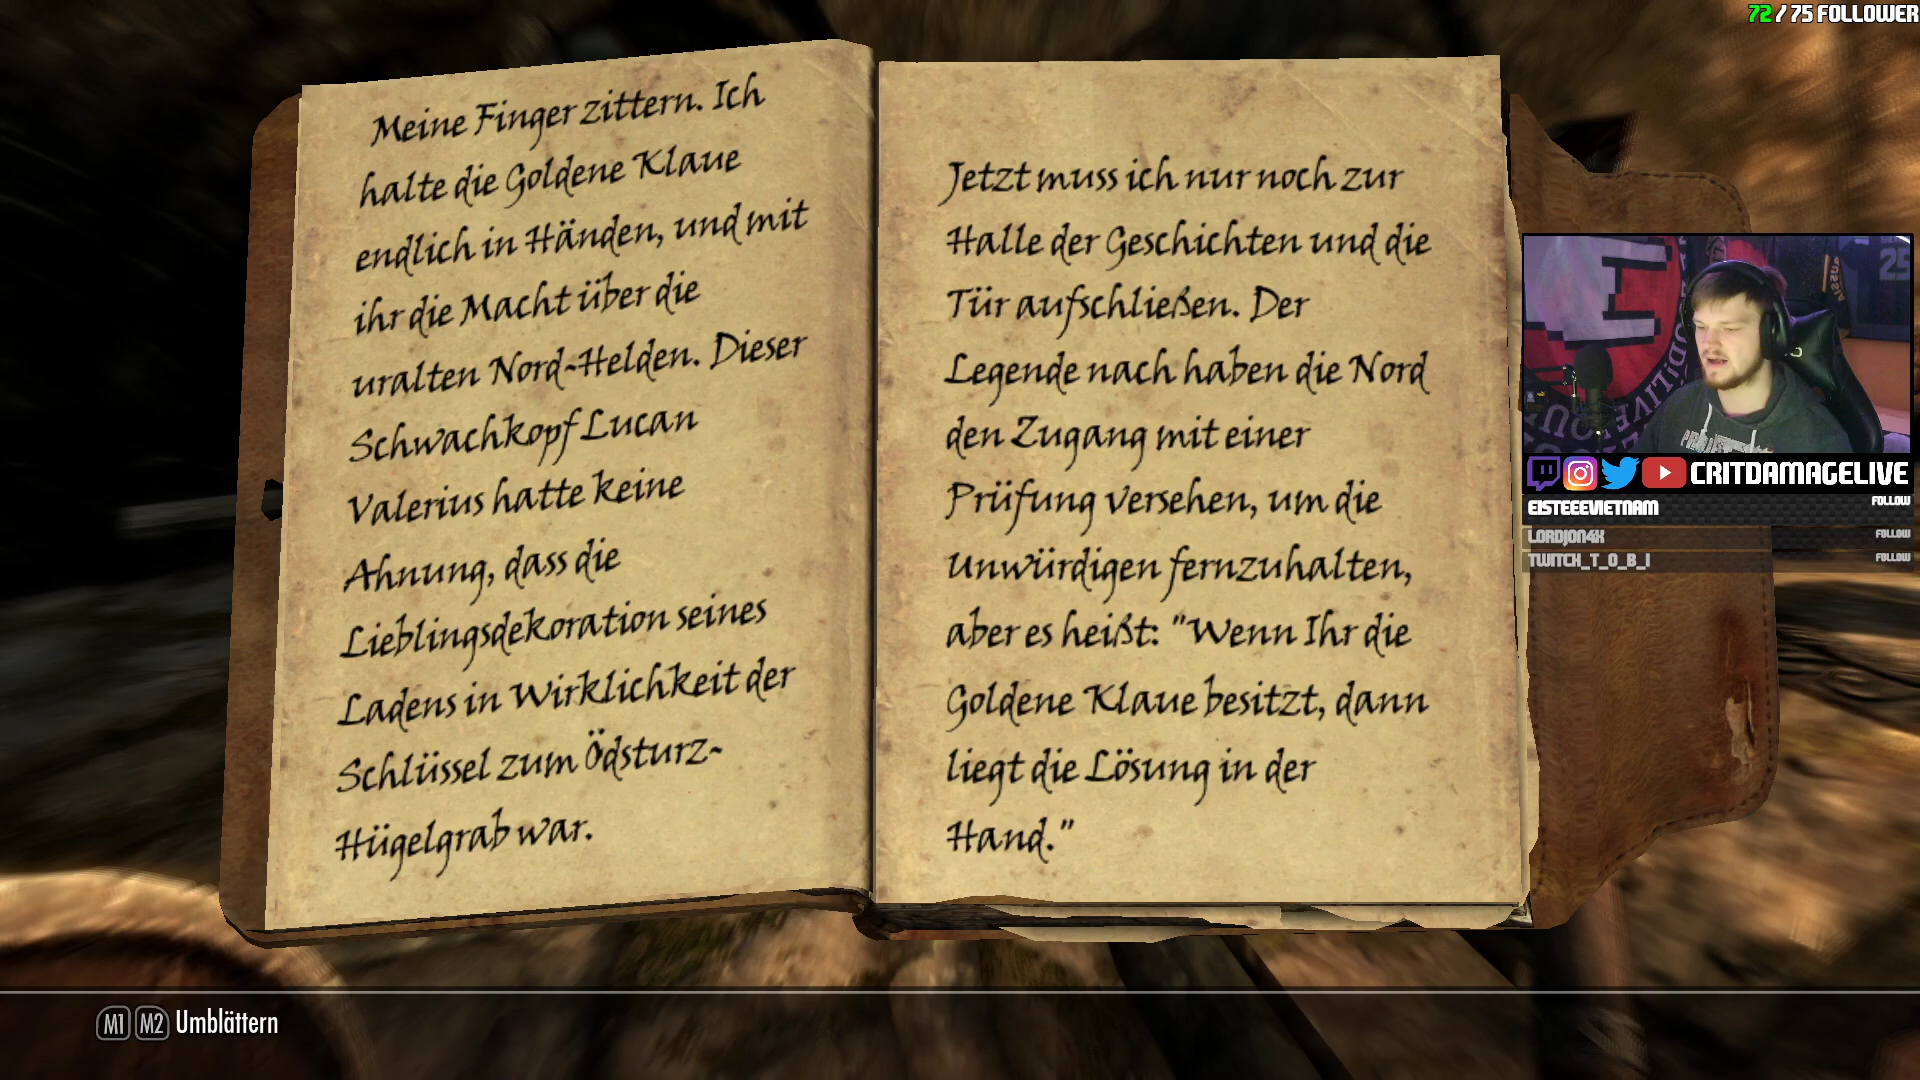 72 / 75 FOLLOWER
Meine Finger zittern. Ich
halte die Goldene Klaue
endlich in Händen, und mit
ihr die Macht über die
uralten Nord-Helden. Dieser
Schwachkopf Lucan
Valerius hatte keine
Ahnung, dass die
Lieblingsdekoration seines
Ladens in Wirklichkeit der
Schlüssel zum Ödsturz-
Hügelgrab war.
Jetzt muss ich nur noch zur
Halle der Geschichten und die
Tür aufschließen. Der
Legende nach haben die Nord
den Zugang mit einer
Prüfung versehen, um die
Unwürdigen fernzuhalten,
aber es heißt: "Wenn Ihr die
Goldene Klaue besitzt, dann
liegt die Lösung in der
Hand."
25
CRITDAMAGELIVE
EISTEEEVIETNAM FOLLOW
LORDJON4X FOLLOW
TWITCH_T_O_B_I FOLLOW
M1 M2 Umblättern